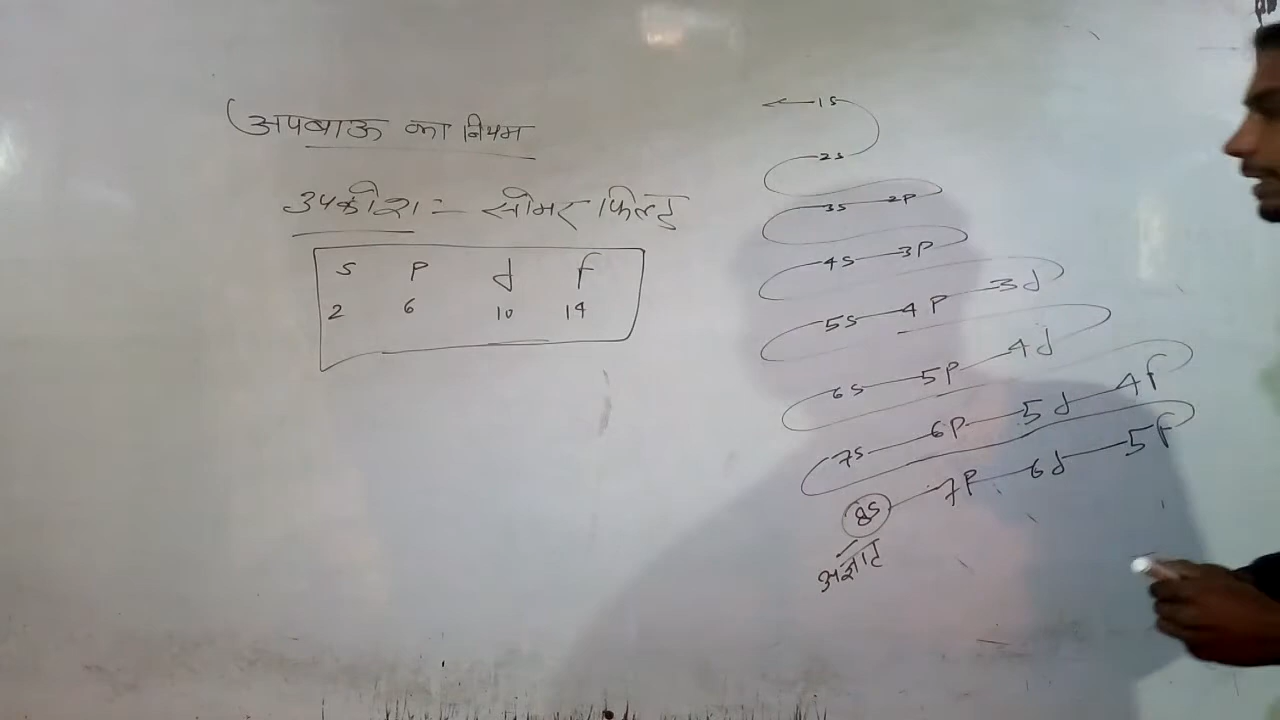 अपबाऊ का नियम
उपकोश:- सोमर फिल्ड
s p d f
2 6 10 14
1s
2s
3s 2p
4s 3p
5s 4p 3d
6s 5p 4d
7s 6p 5d 4f
8s 7p 6d 5f
अज्ञात